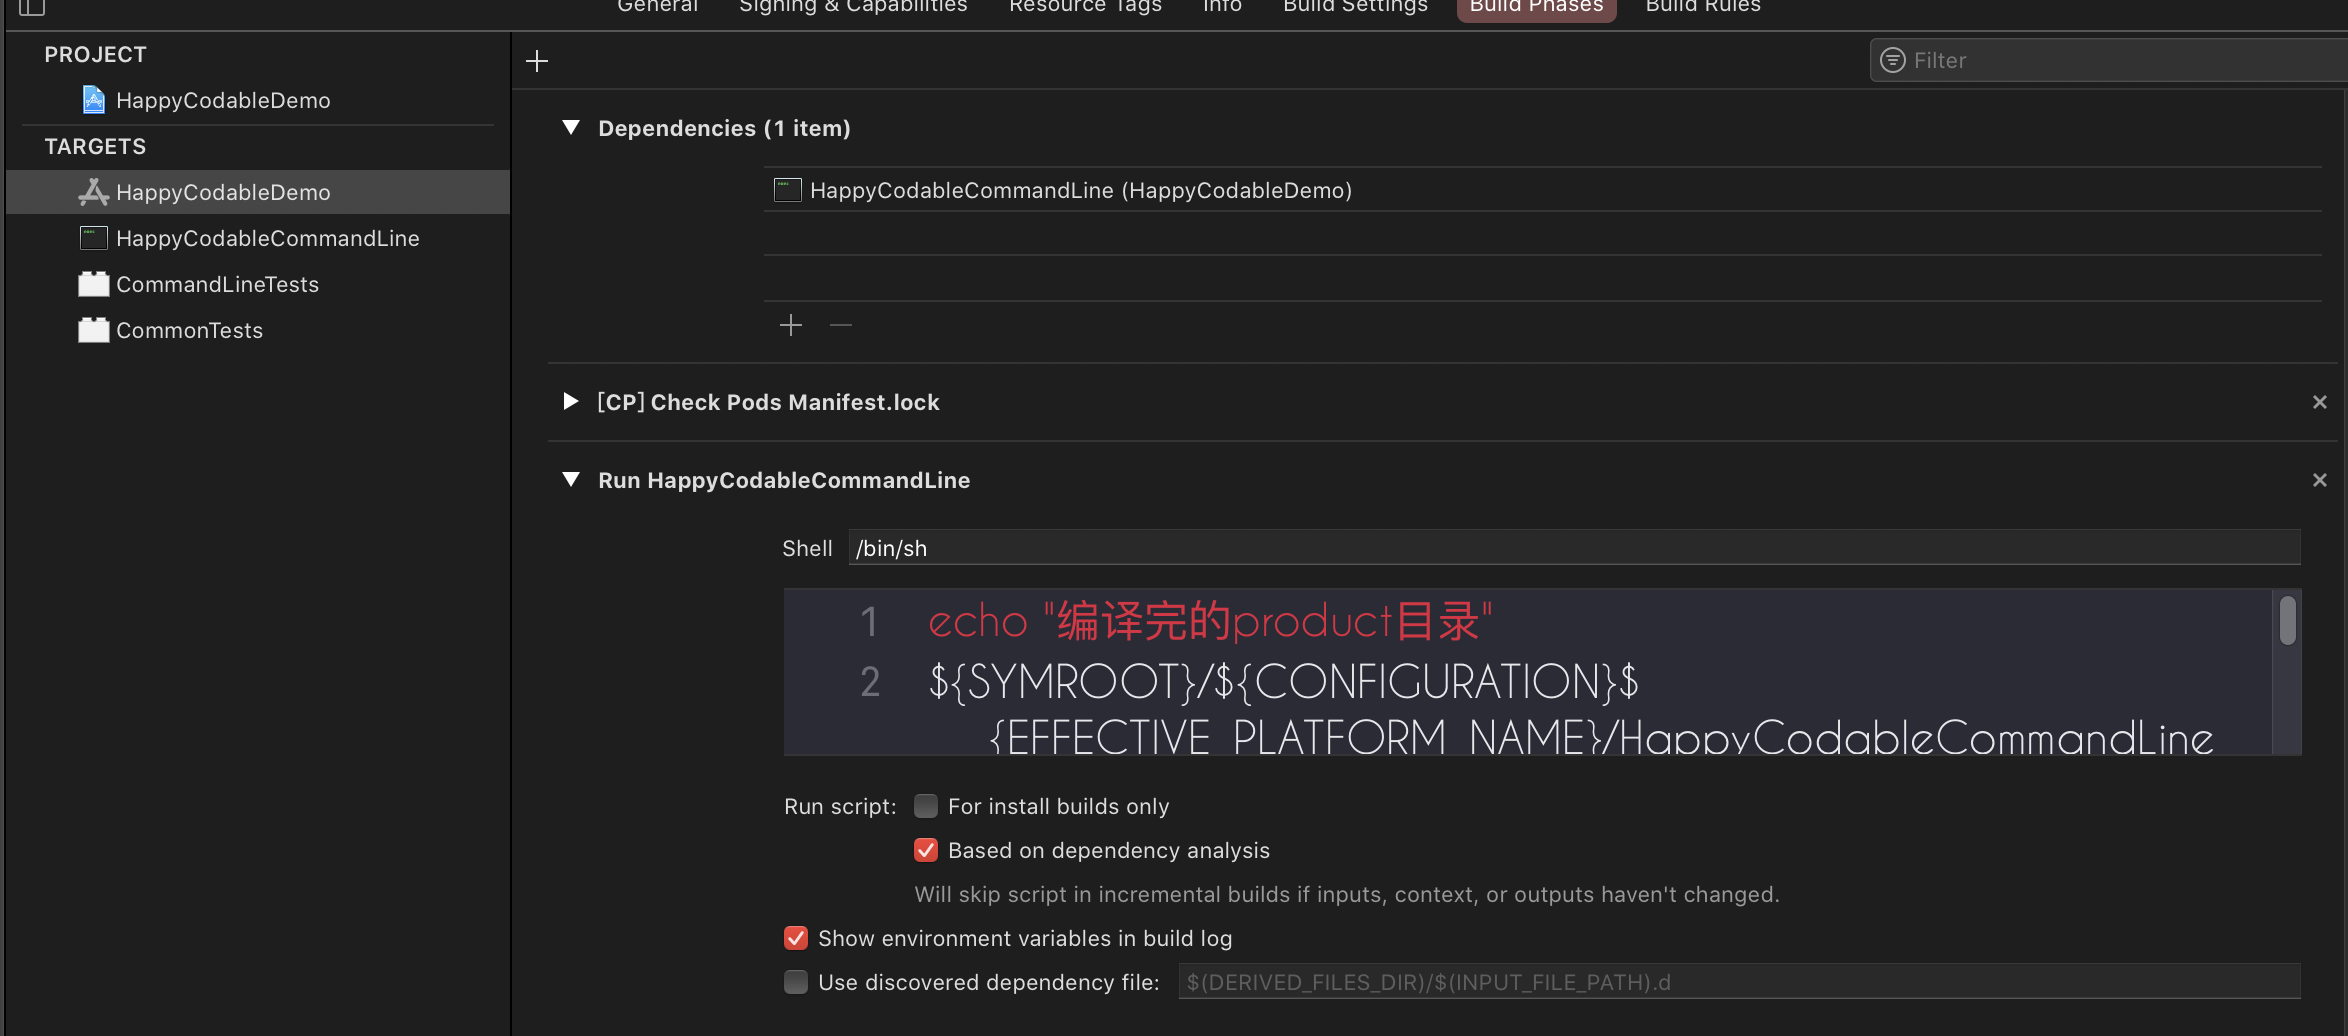 General Signing & Capabilities Resource Tags Info Build Settings Build Phases Build Rules
PROJECT
HappyCodableDemo
TARGETS
HappyCodableDemo
HappyCodableCommandLine
CommandLineTests
CommonTests
Filter
Dependencies (1 item)
HappyCodableCommandLine (HappyCodableDemo)
[CP] Check Pods Manifest.lock
Run HappyCodableCommandLine
Shell /bin/sh
1 echo "编译完的product目录"
2 ${SYMROOT}/${CONFIGURATION}$
{EFFECTIVE_PLATFORM_NAME}/HappyCodableCommandLine
Run script: For install builds only
Based on dependency analysis
Will skip script in incremental builds if inputs, context, or outputs haven't changed.
Show environment variables in build log
Use discovered dependency file: $(DERIVED_FILES_DIR)/$(INPUT_FILE_PATH).d